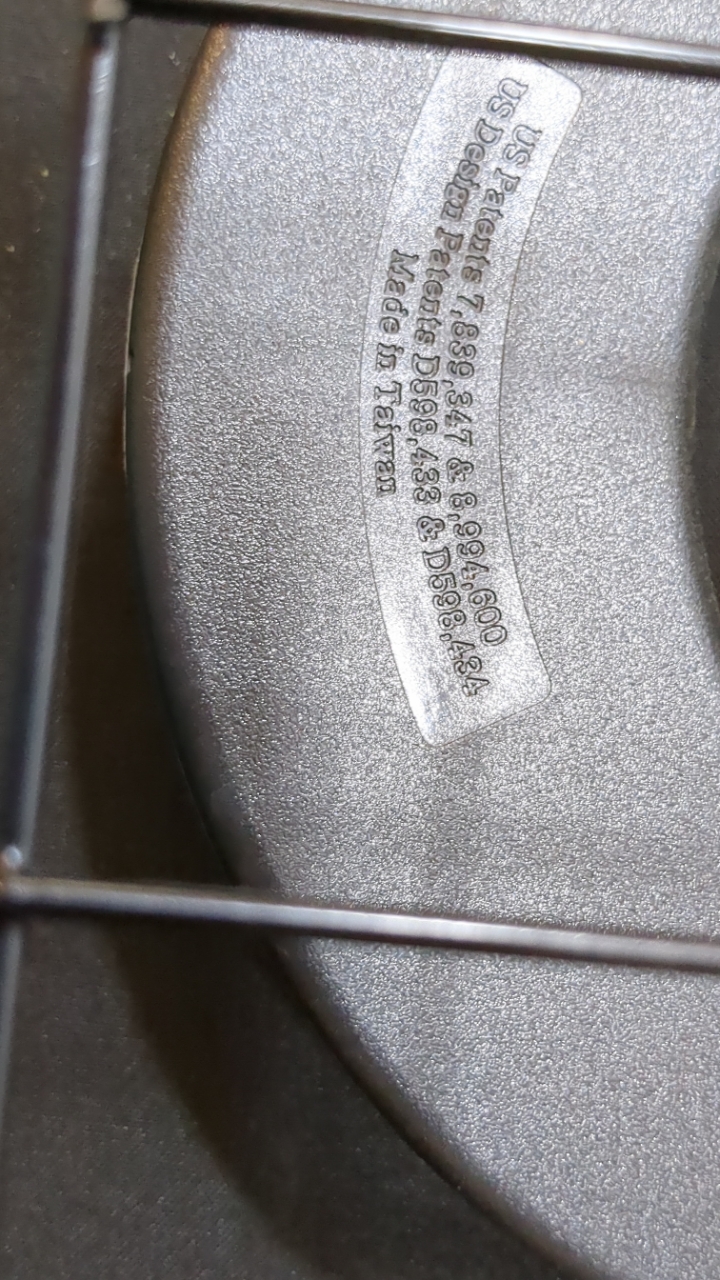 US Patents 7,839,347 & 8,994,600
US Design Patents D598,433 & D598,434
Made in Taiwan